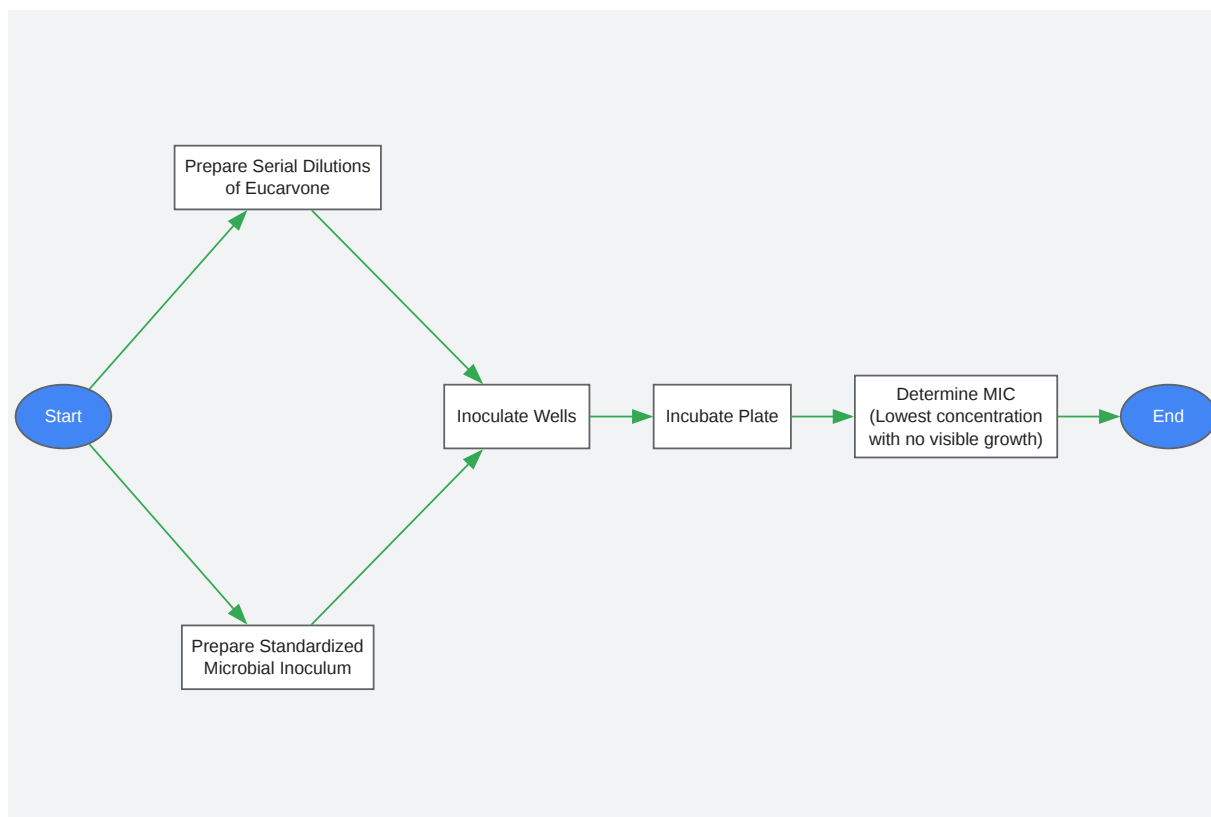 Prepare Serial Dilutions
of Eucarvone
Start
Inoculate Wells
Incubate Plate
Determine MIC
(Lowest concentration
with no visible growth)
End
Prepare Standardized
Microbial Inoculum